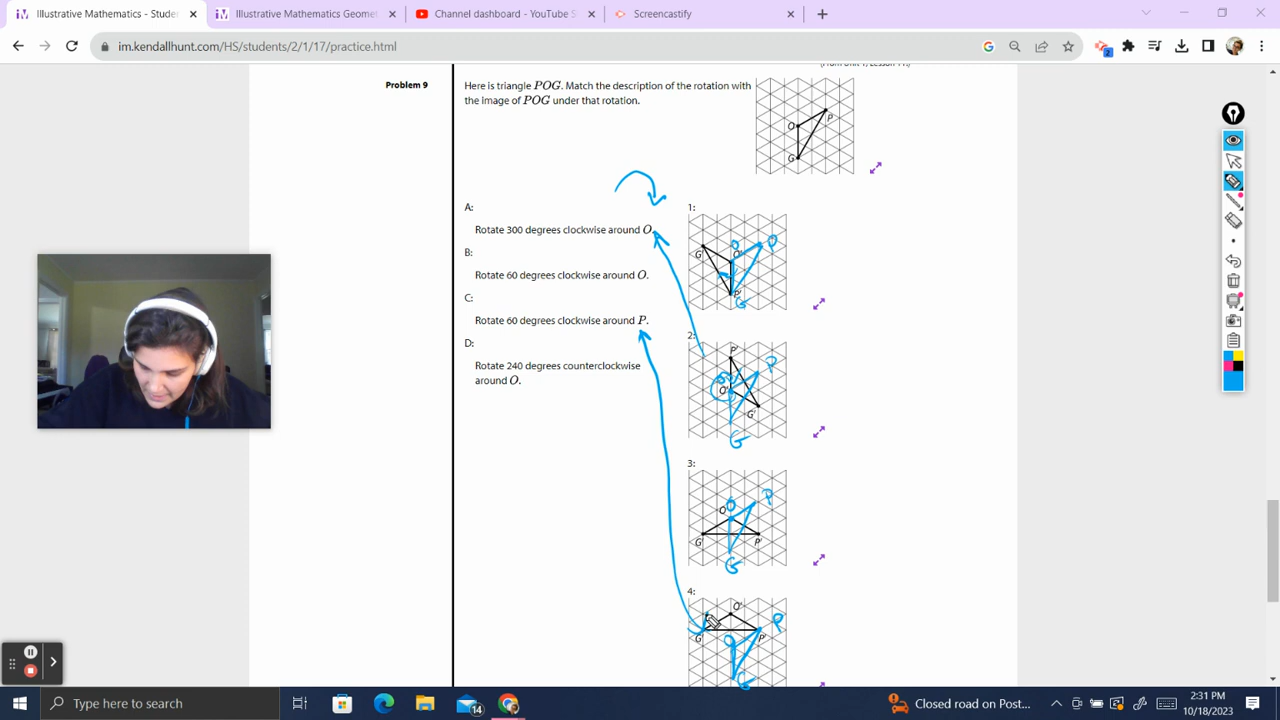 Illustrative Mathematics - Studen
Illustrative Mathematics Geomet
Channel dashboard - YouTube S
Screencastify
im.kendallhunt.com/HS/students/2/1/17/practice.html
2
Problem 9
Here is triangle POG. Match the description of the rotation with
the image of POG under that rotation.
O
P
G
A:
Rotate 300 degrees clockwise around O.
B:
Rotate 60 degrees clockwise around O.
C:
Rotate 60 degrees clockwise around P.
D:
Rotate 240 degrees counterclockwise
around O.
1:
G'
O'
P'
O
P
G
2:
P'
O'
G'
P
G
3:
O'
G'
P'
O
P
G
4:
O'
G'
P'
P
O
G
Type here to search
14
Closed road on Post...
2:31 PM
10/18/2023